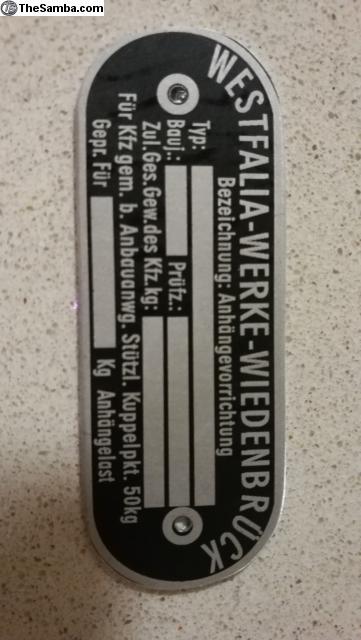 TheSamba.com
WESTFALIA-WERKE-WIEDENBRÜCK
Bezeichnung: Anhängevorrichtung
Typ:
Bauj.: Prüfz.:
Zul.Ges.Gew.des Kfz.kg:
Für Kfz gem. b. Anbauanwg. Stützl. Kuppelpkt. 50kg
Gepr. Für Kg Anhängelast